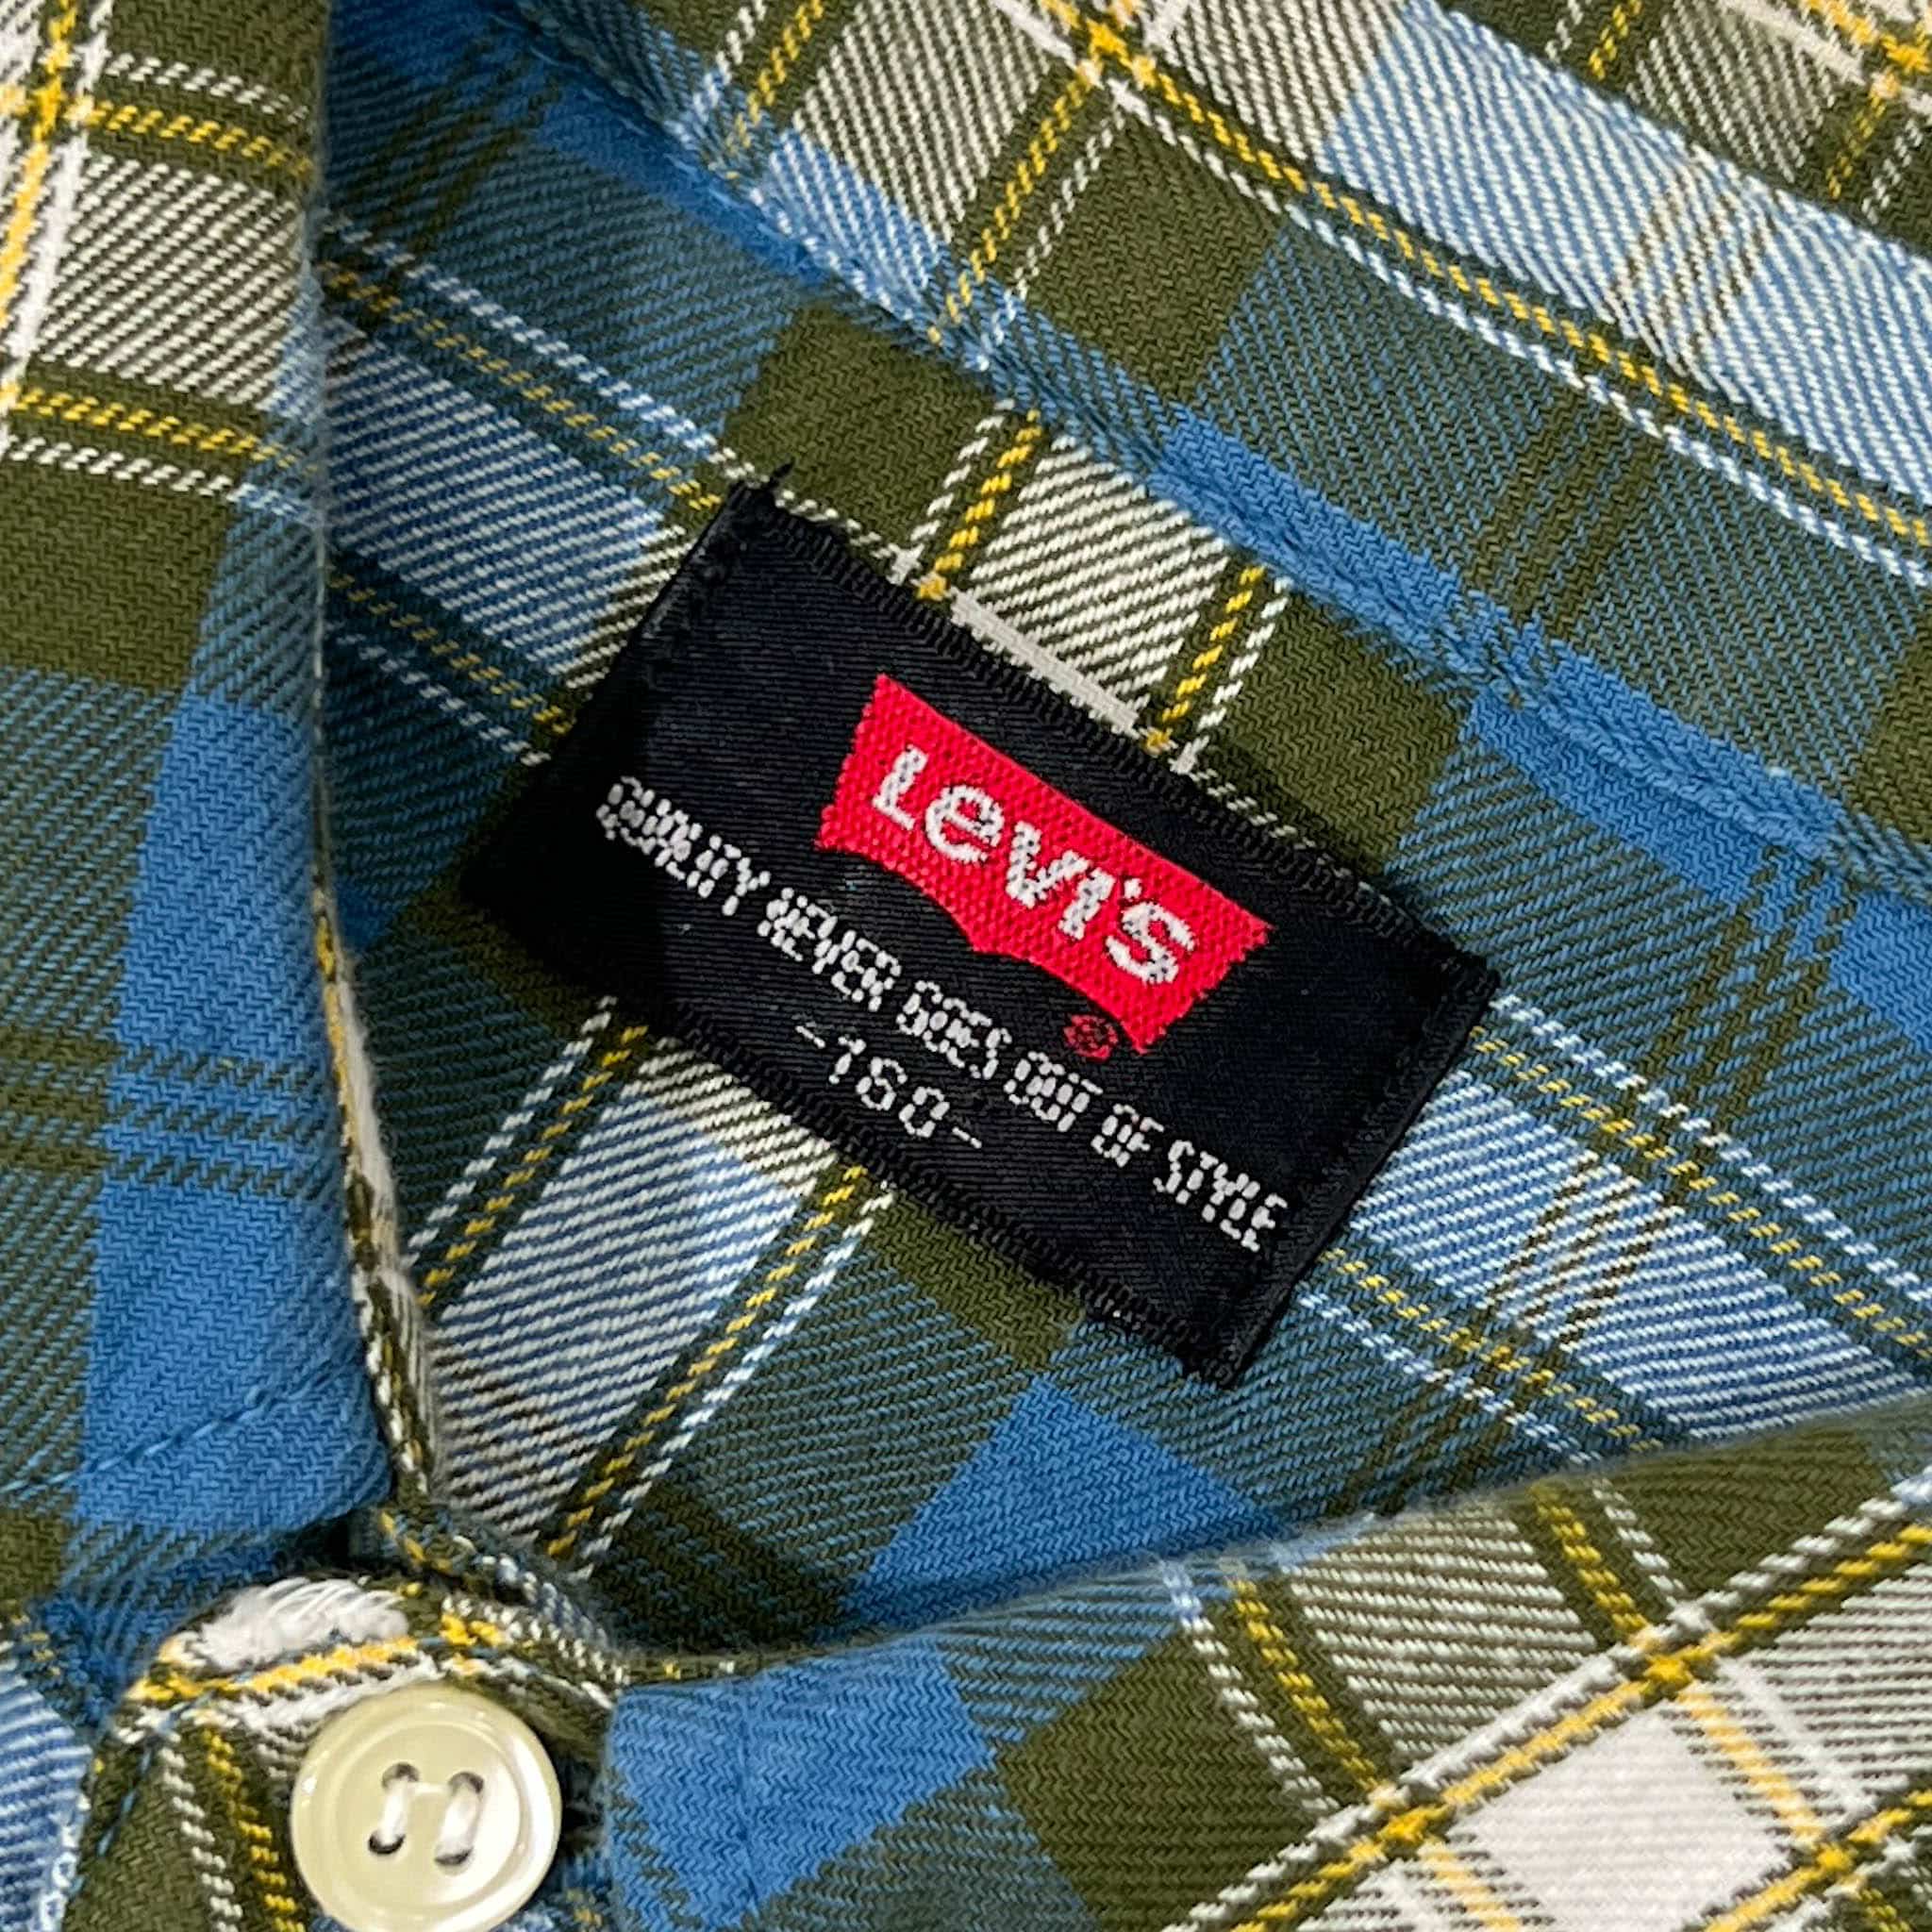 Levi's
®
QUALITY NEVER GOES OUT OF STYLE
-160-